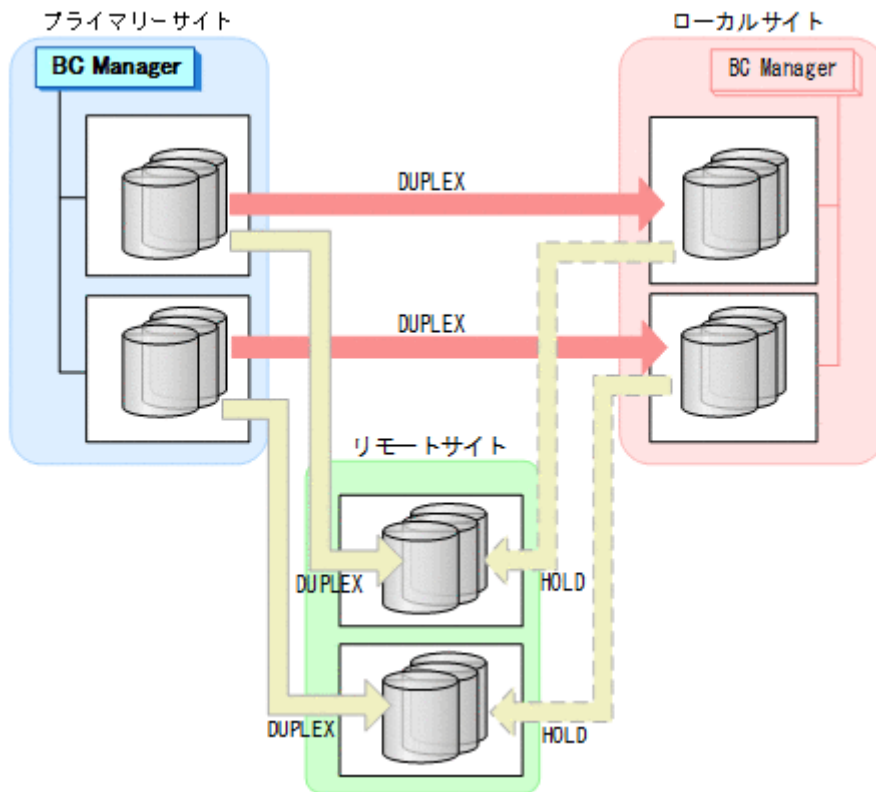 プライマリーサイト
ローカルサイト
BC Manager
BC Manager
DUPLEX
DUPLEX
リモートサイト
DUPLEX
HOLD
DUPLEX
HOLD